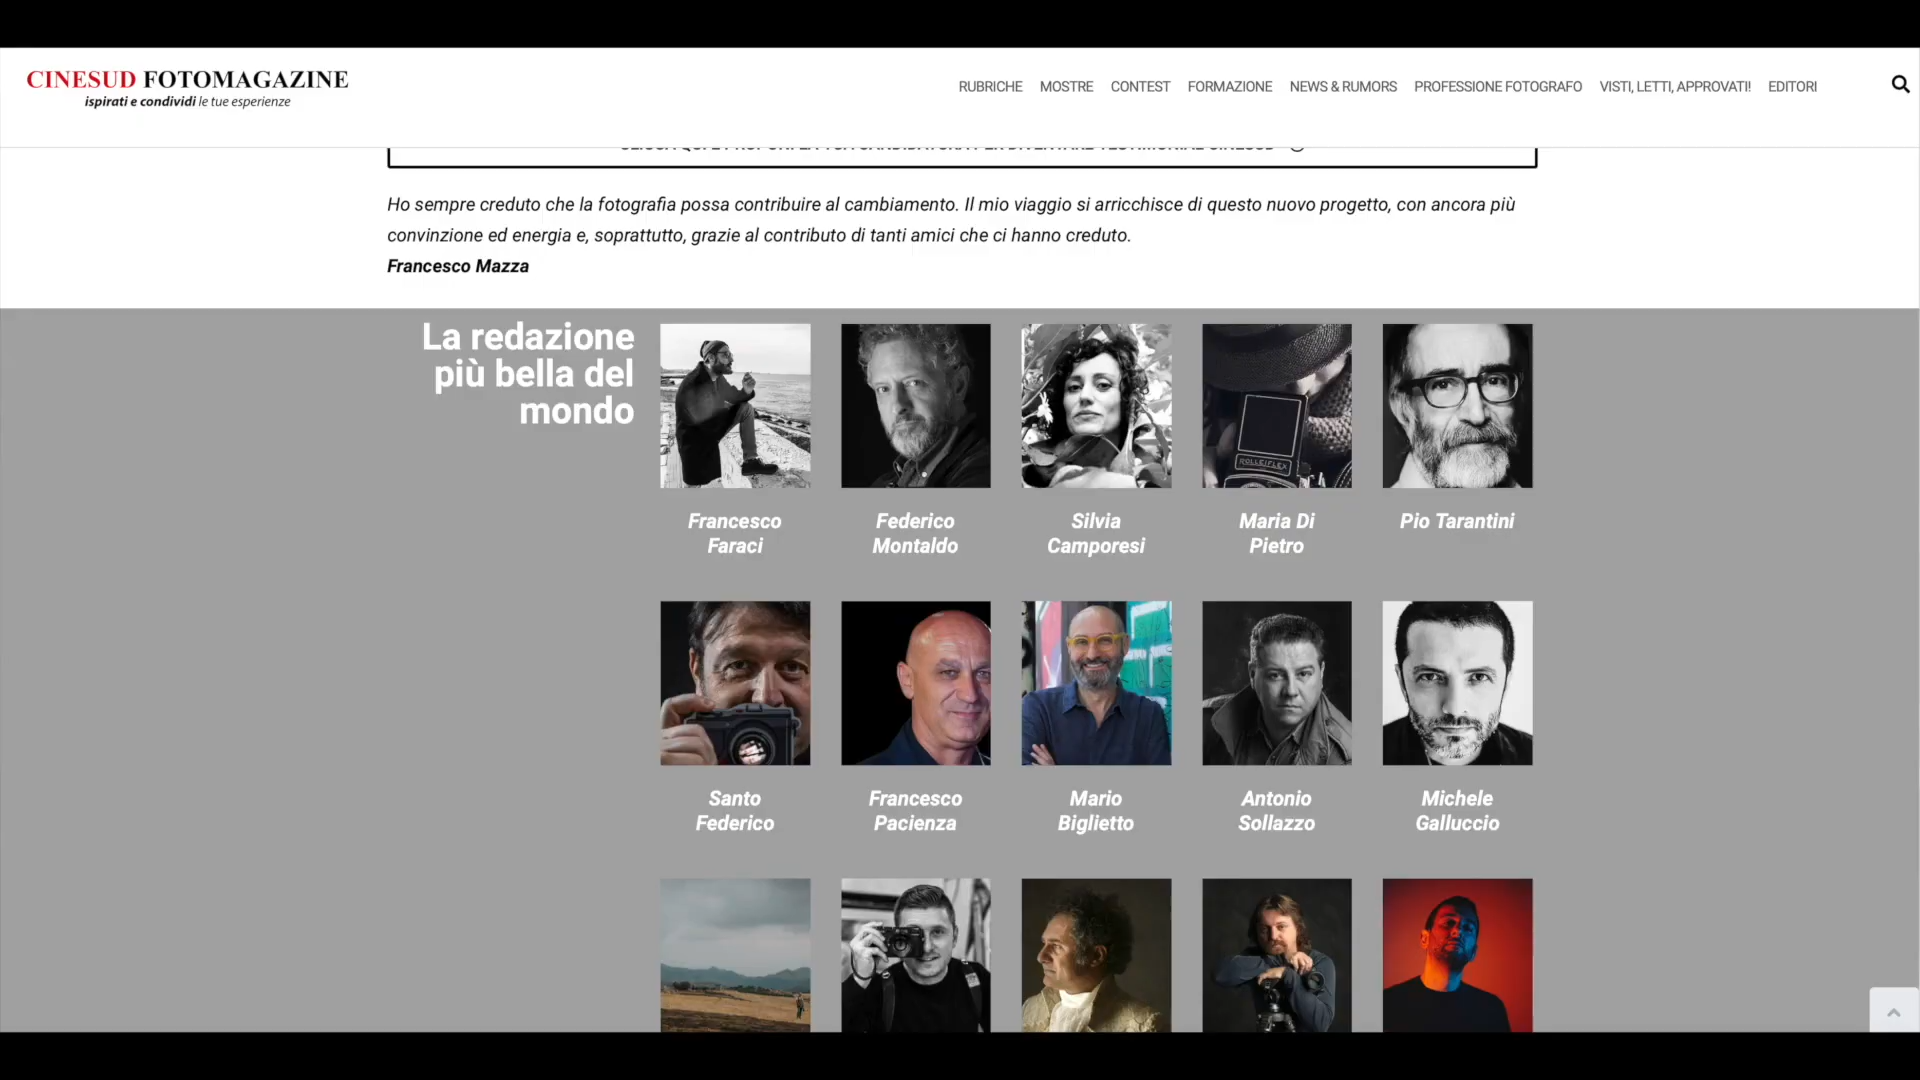 CINESUD FOTOMAGAZINE
ispirati e condividi le tue esperienze
RUBRICHE MOSTRE CONTEST FORMAZIONE NEWS & RUMORS PROFESSIONE FOTOGRAFO VISTI, LETTI, APPROVATI! EDITORI
Ho sempre creduto che la fotografia possa contribuire al cambiamento. Il mio viaggio si arricchisce di questo nuovo progetto, con ancora più
convinzione ed energia e, soprattutto, grazie al contributo di tanti amici che ci hanno creduto.
Francesco Mazza
La redazione
più bella del
mondo
ROLLEIFLEX
Francesco
Faraci
Federico
Montaldo
Silvia
Camporesi
Maria Di
Pietro
Pio Tarantini
Santo
Federico
Francesco
Pacienza
Mario
Biglietto
Antonio
Sollazzo
Michele
Galluccio